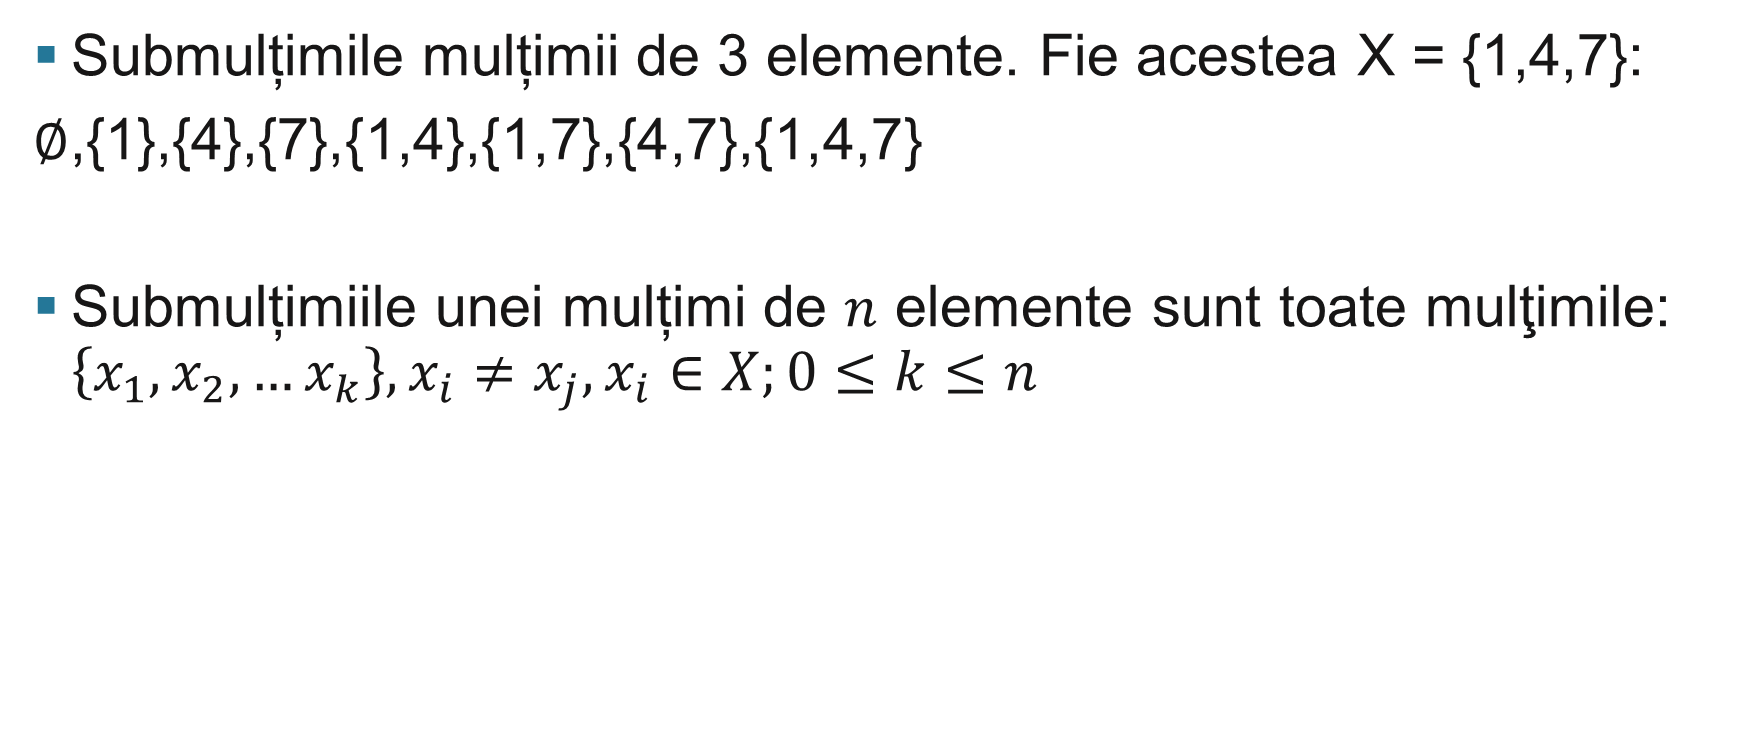 ▪ Submulțimile mulțimii de 3 elemente. Fie acestea X = {1,4,7}:
∅,{1},{4},{7},{1,4},{1,7},{4,7},{1,4,7}
▪ Submulțimiile unei mulțimi de n elemente sunt toate mulţimile:
{x₁, x₂, … xₖ}, xᵢ ≠ xⱼ, xᵢ ∈ X; 0 ≤ k ≤ n